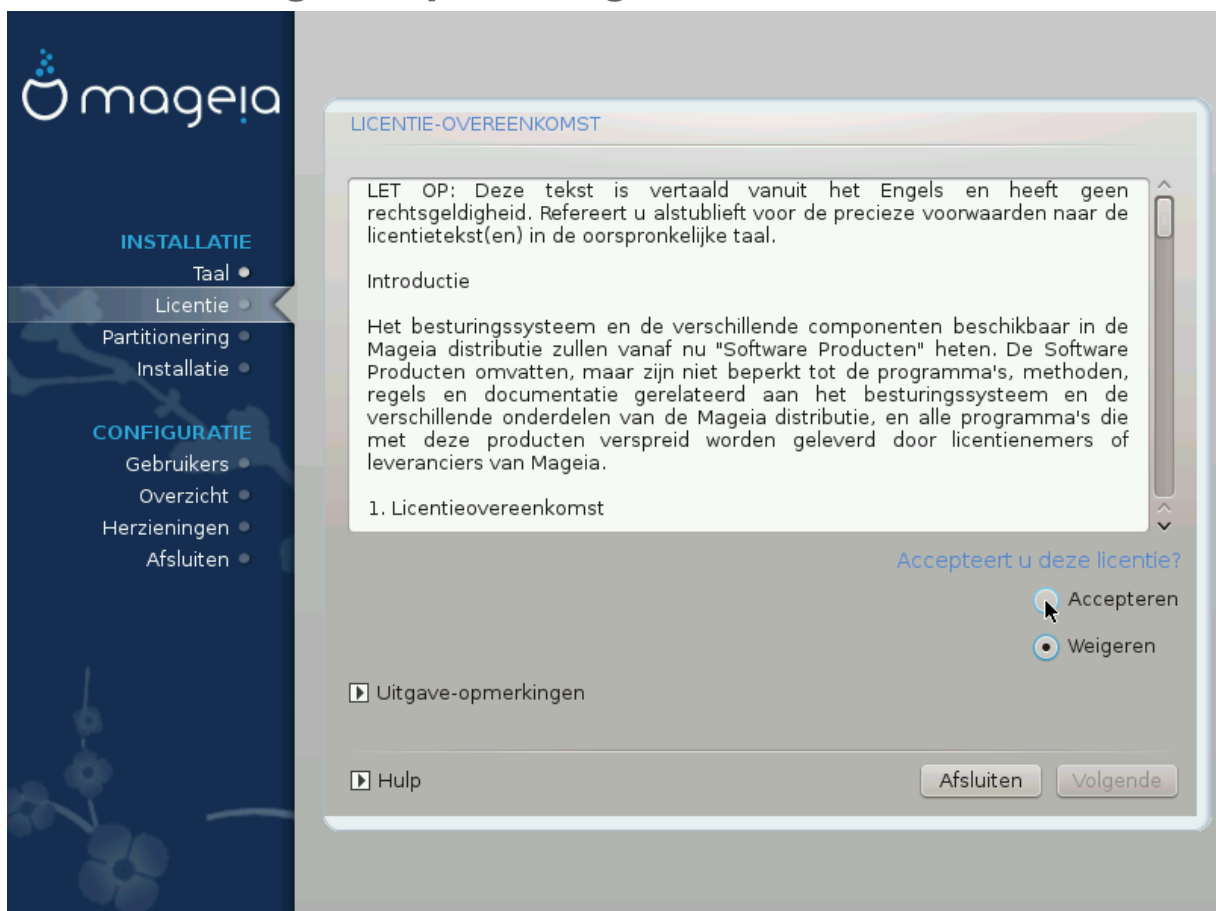 mageia
INSTALLATIE
Taal
Licentie
Partitionering
Installatie
CONFIGURATIE
Gebruikers
Overzicht
Herzieningen
Afsluiten
LICENTIE-OVEREENKOMST
LET OP: Deze tekst is vertaald vanuit het Engels en heeft geen
rechtsgeldigheid. Refereert u alstublieft voor de precieze voorwaarden naar de
licentietekst(en) in de oorspronkelijke taal.
Introductie
Het besturingssysteem en de verschillende componenten beschikbaar in de
Mageia distributie zullen vanaf nu "Software Producten" heten. De Software
Producten omvatten, maar zijn niet beperkt tot de programma's, methoden,
regels en documentatie gerelateerd aan het besturingssysteem en de
verschillende onderdelen van de Mageia distributie, en alle programma's die
met deze producten verspreid worden geleverd door licentienemers of
leveranciers van Mageia.
1. Licentieovereenkomst
Accepteert u deze licentie?
Accepteren
Weigeren
Uitgave-opmerkingen
Hulp
Afsluiten
Volgende